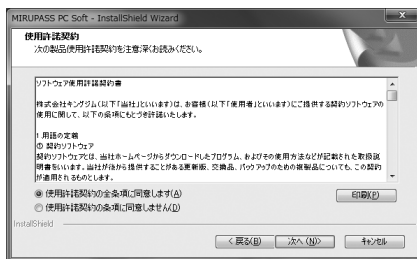 MIRUPASS PC Soft - InstallShield Wizard
使用許諾契約
次の製品使用許諾契約を注意深くお読みください。
ソフトウェア使用許諾契約書
株式会社キングジム(以下「当社」といいます)は、お客様(以下「使用者」といいます)にご提供する契約ソフトウェアの
使用に関して、以下の条項にもとづき許諾いたします。
1 用語の定義
① 契約ソフトウェア
契約ソフトウェアとは、当社ホームページからダウンロードしたプログラム、およびその使用方法などが記載された取扱説
明書をいいます。当社が後から提供することがある更新版、交換品、バックアップのための複製品についても、この契約
が適用されるものとします。
使用許諾契約の全条項に同意します(A)
印刷(P)
使用許諾契約の条項に同意しません(D)
InstallShield
< 戻る(B)
次へ(N) >
キャンセル